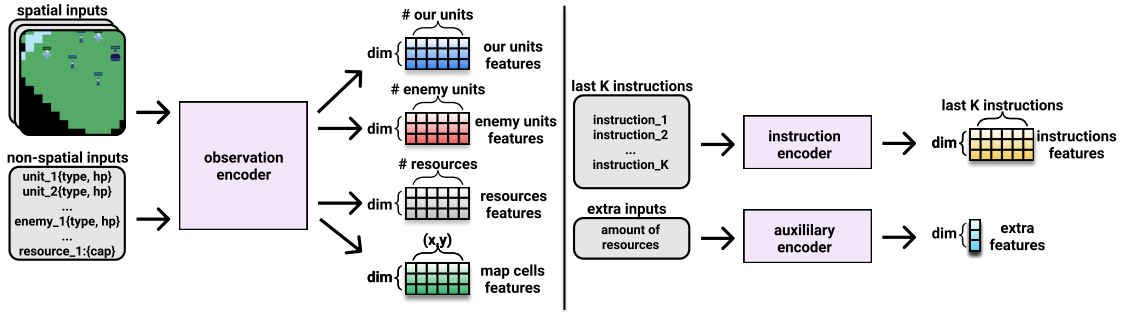 spatial inputs
non-spatial inputs
unit_1{type, hp}
unit_2{type, hp}
...
enemy_1{type, hp}
...
resource_1:{cap}
observation
encoder
# our units
dim
our units
features
# enemy units
dim
enemy units
features
# resources
dim
resources
features
(x,y)
dim
map cells
features
last K instructions
instruction_1
instruction_2
...
instruction_K
instruction
encoder
last K instructions
dim
instructions
features
extra inputs
amount of
resources
auxililary
encoder
dim
extra
features